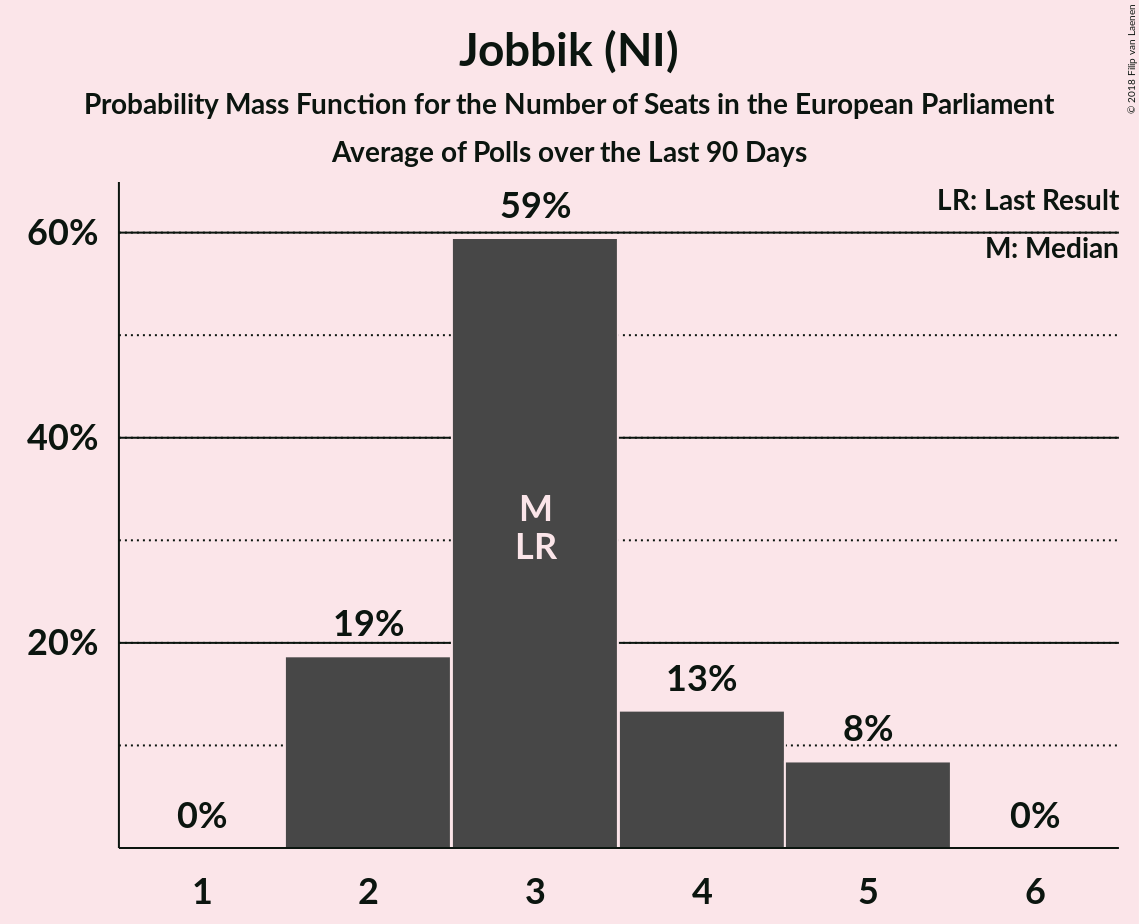 Jobbik (NI)
Probability Mass Function for the Number of Seats in the European Parliament
Average of Polls over the Last 90 Days
© 2018 Filip van Laenen
LR: Last Result
M: Median
60%
40%
20%
0%
19%
59%
M
LR
13%
8%
0%
1 2 3 4 5 6